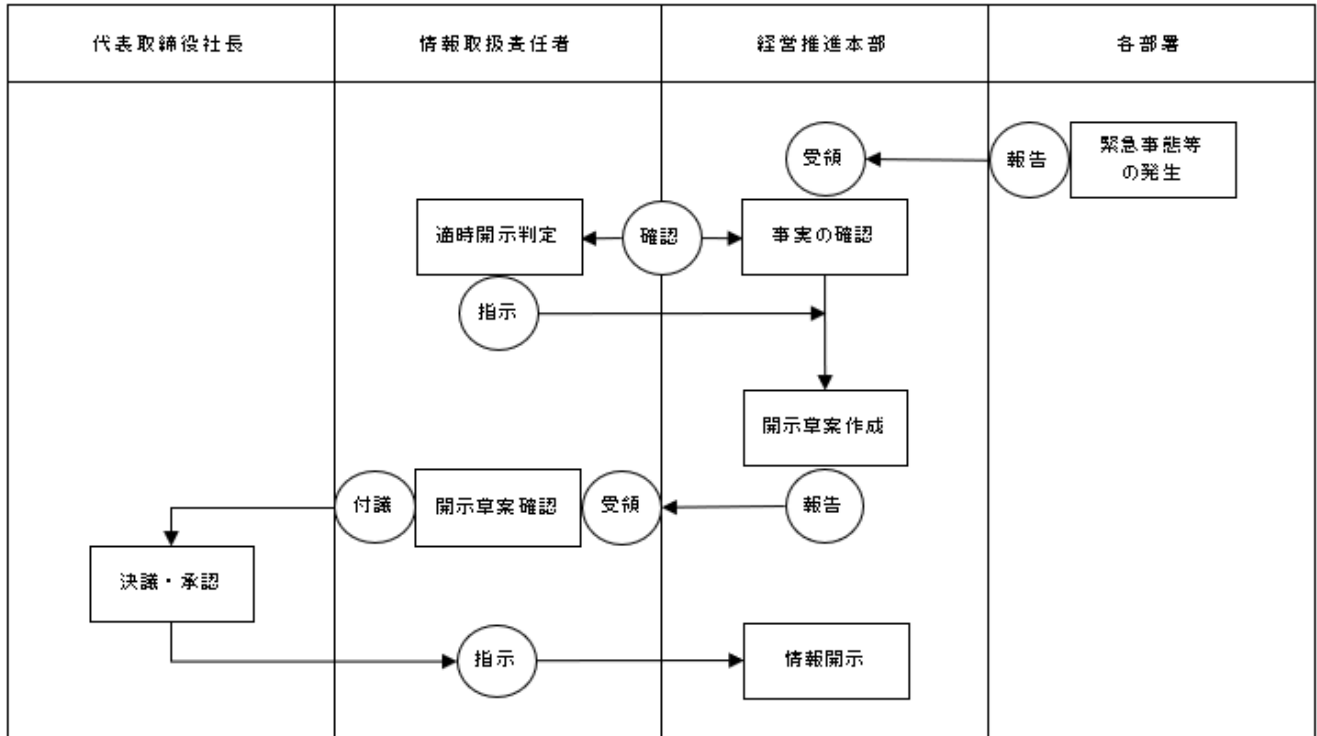 代表取締役社長
情報取扱責任者
経営推進本部
各部署
受領
報告
緊急事態等
の発生
適時開示判定
確認
事実の確認
指示
開示草案作成
付議
開示草案確認
受領
報告
決議・承認
指示
情報開示